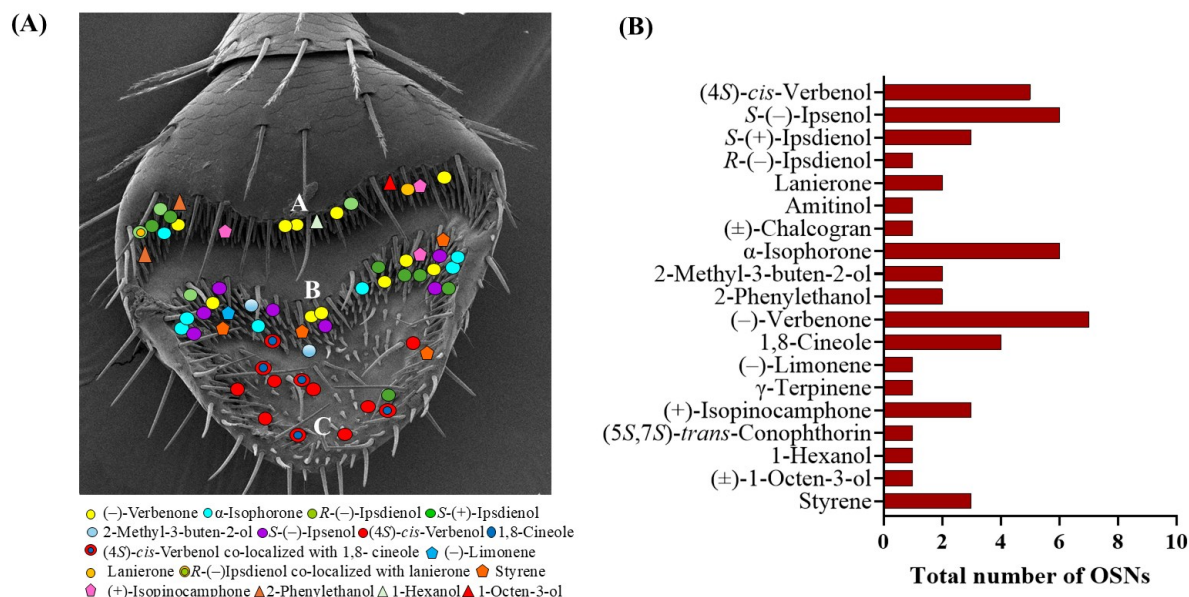 (A)
A
B
C
(–)-Verbenone α-Isophorone R-(–)-Ipsdienol S-(+)-Ipsdienol
2-Methyl-3-buten-2-ol S-(–)-Ipsenol (4S)-cis-Verbenol 1,8-Cineole
(4S)-cis-Verbenol co-localized with 1,8- cineole (–)-Limonene
Lanierone R-(–)Ipsdienol co-localized with lanierone Styrene
(+)-Isopinocamphone 2-Phenylethanol 1-Hexanol 1-Octen-3-ol
(B)
(4S)-cis-Verbenol
S-(–)-Ipsenol
S-(+)-Ipsdienol
R-(–)-Ipsdienol
Lanierone
Amitinol
(±)-Chalcogran
α-Isophorone
2-Methyl-3-buten-2-ol
2-Phenylethanol
(–)-Verbenone
1,8-Cineole
(–)-Limonene
γ-Terpinene
(+)-Isopinocamphone
(5S,7S)-trans-Conophthorin
1-Hexanol
(±)-1-Octen-3-ol
Styrene
0 2 4 6 8 10
Total number of OSNs